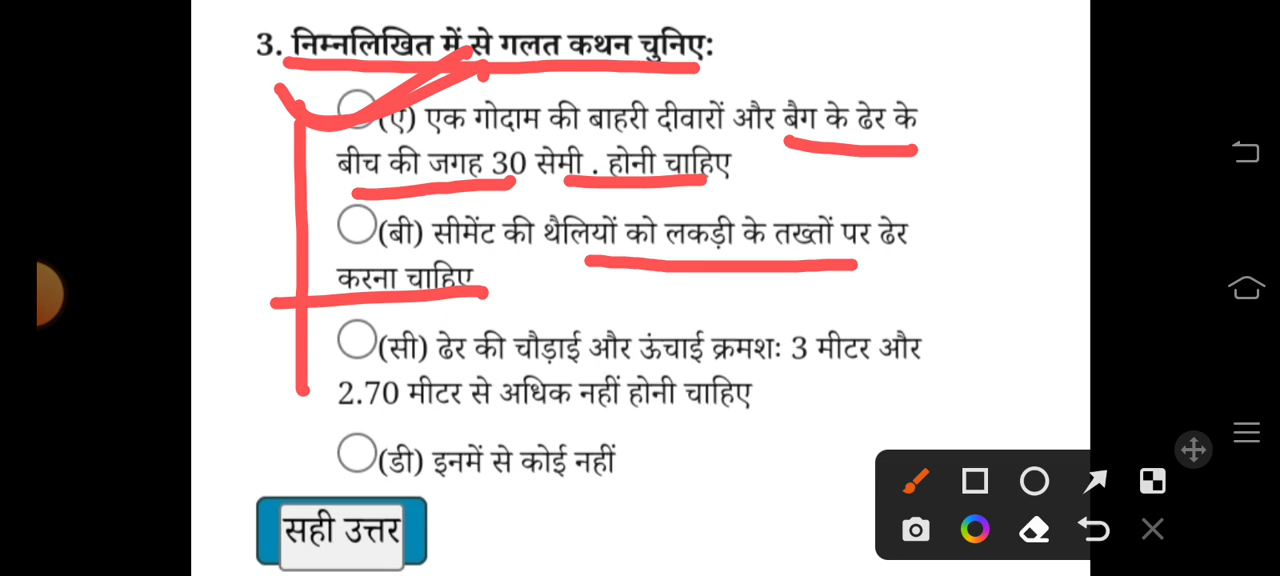 3. निम्नलिखित में से गलत कथन चुनिए:
(ए) एक गोदाम की बाहरी दीवारों और बैग के ढेर के
बीच की जगह 30 सेमी . होनी चाहिए
(बी) सीमेंट की थैलियों को लकड़ी के तख्तों पर ढेर
करना चाहिए
(सी) ढेर की चौड़ाई और ऊंचाई क्रमशः 3 मीटर और
2.70 मीटर से अधिक नहीं होनी चाहिए
(डी) इनमें से कोई नहीं
सही उत्तर